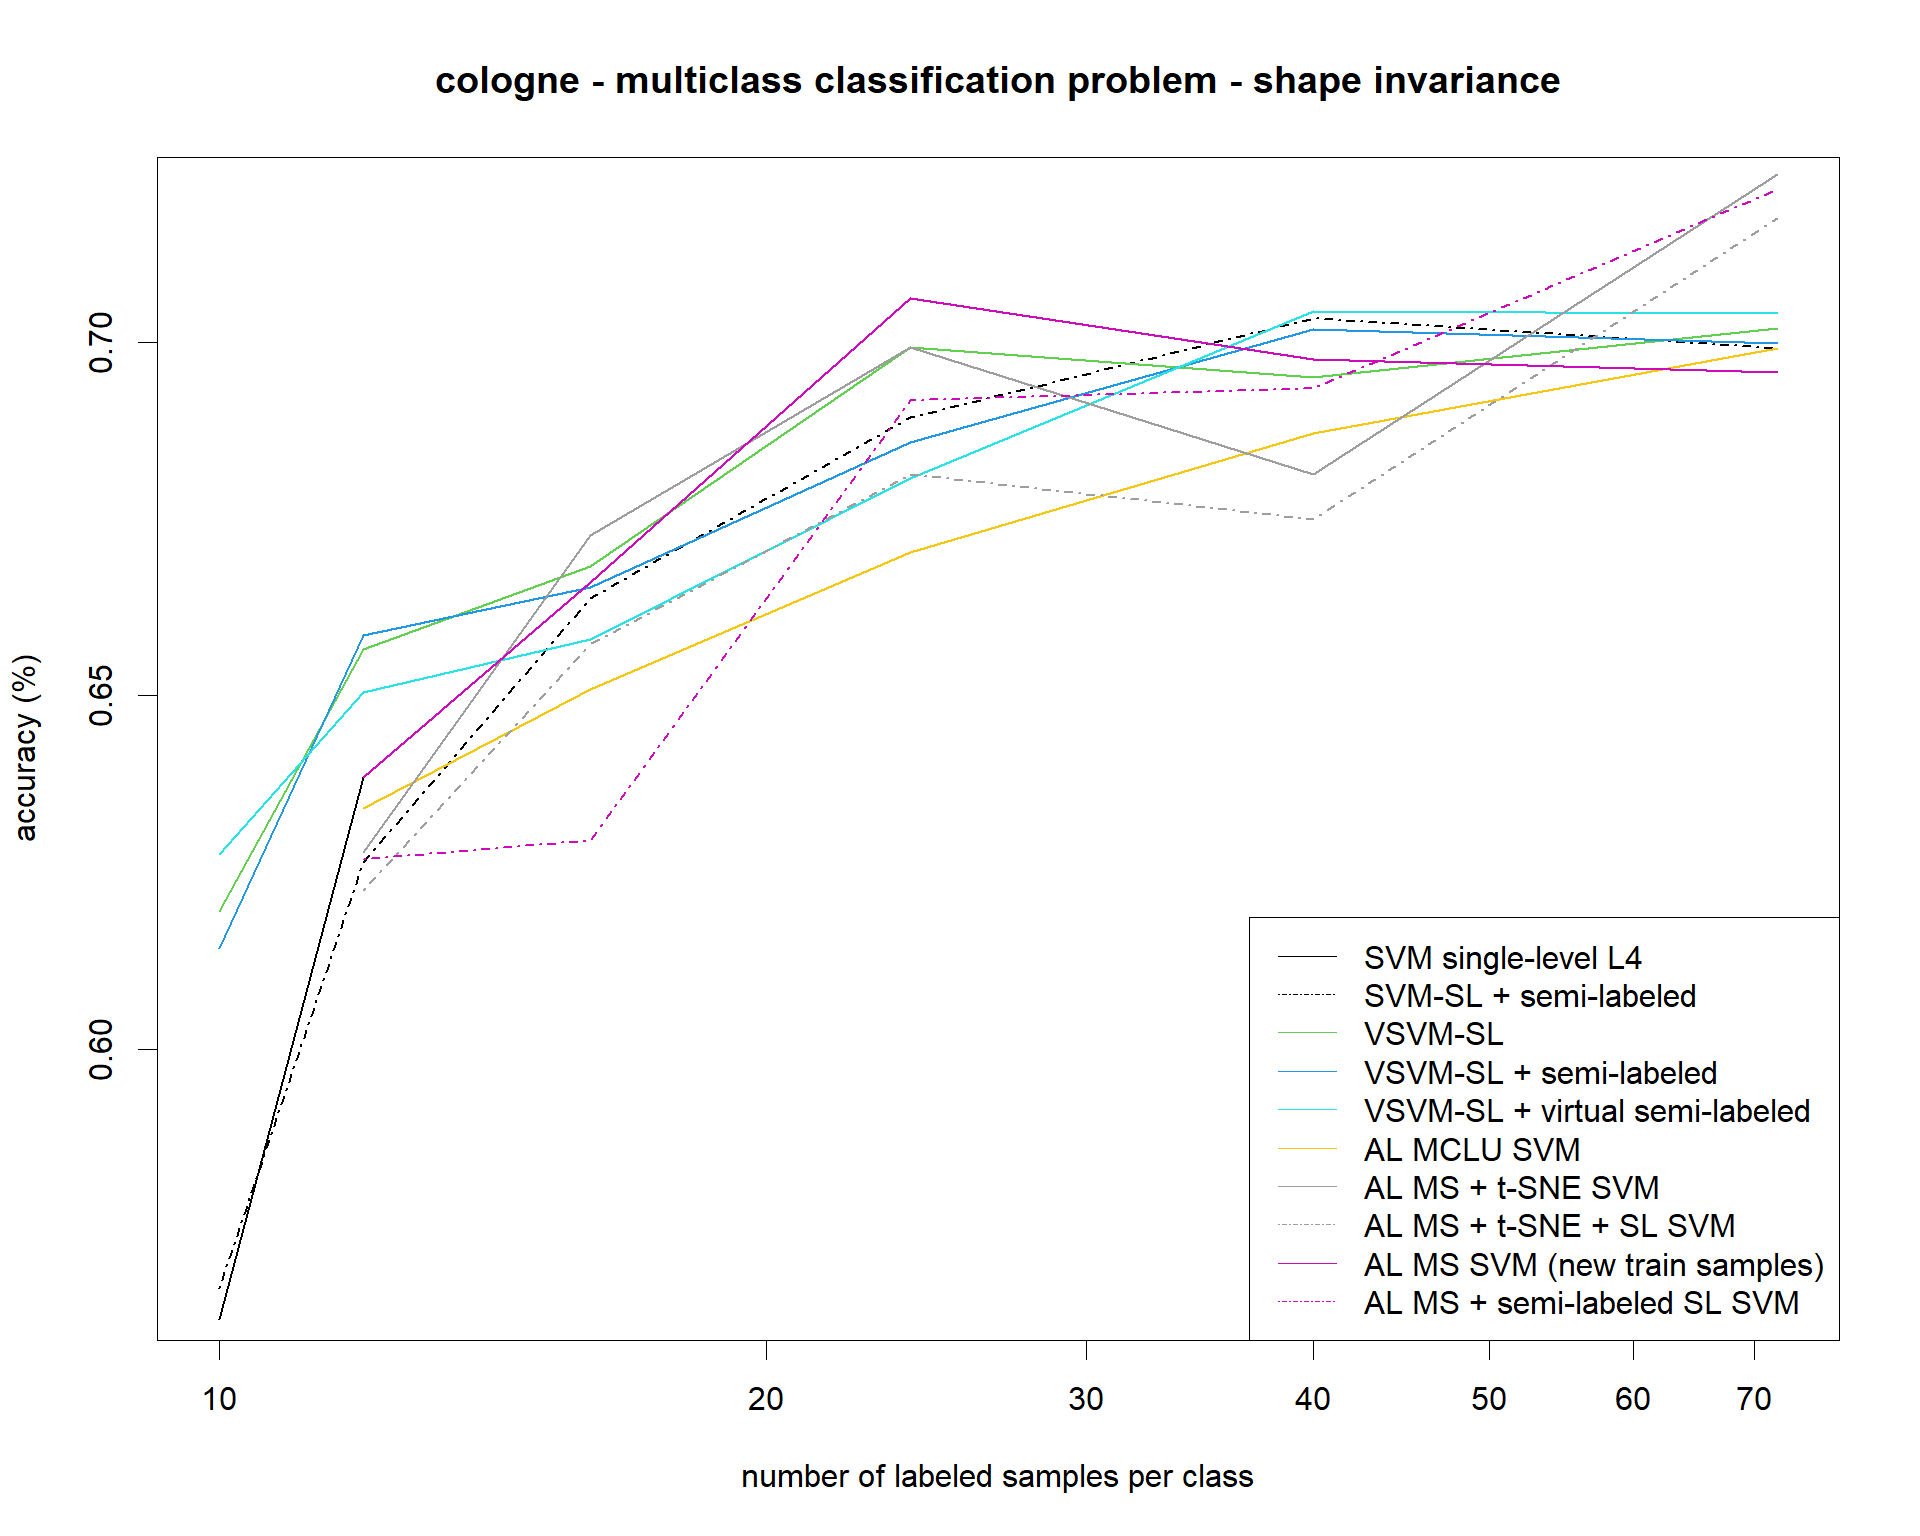 cologne - multiclass classification problem - shape invariance
accuracy (%)
0.70
0.65
0.60
SVM single-level L4
SVM-SL + semi-labeled
VSVM-SL
VSVM-SL + semi-labeled
VSVM-SL + virtual semi-labeled
AL MCLU SVM
AL MS + t-SNE SVM
AL MS + t-SNE + SL SVM
AL MS SVM (new train samples)
AL MS + semi-labeled SL SVM
10 20 30 40 50 60 70
number of labeled samples per class